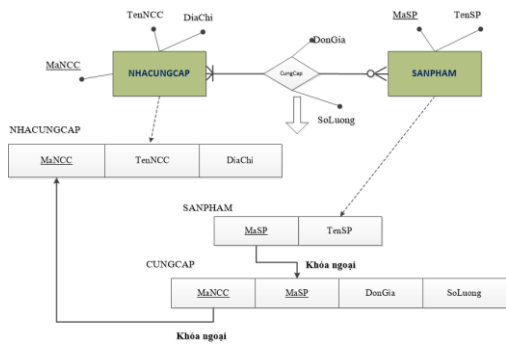 TenNCC
DiaChi
MaNCC
NHACUNGCAP
CungCap
DonGia
SoLuong
MaSP
TenSP
SANPHAM
NHACUNGCAP
MaNCC TenNCC DiaChi
SANPHAM
MaSP TenSP
Khóa ngoại
CUNGCAP
MaNCC MaSP DonGia SoLuong
Khóa ngoại